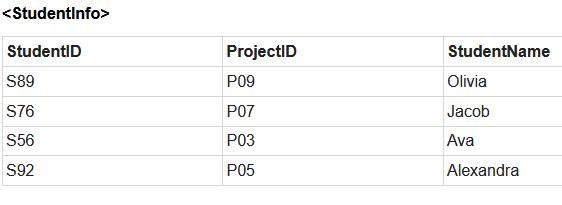 <StudentInfo>
StudentID ProjectID StudentName
S89 P09 Olivia
S76 P07 Jacob
S56 P03 Ava
S92 P05 Alexandra